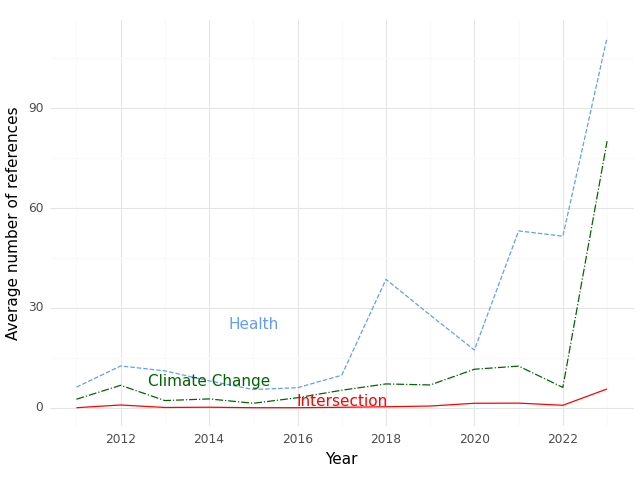 Average number of references
90
60
30
0
Health
Climate Change
Intersection
2012 2014 2016 2018 2020 2022
Year